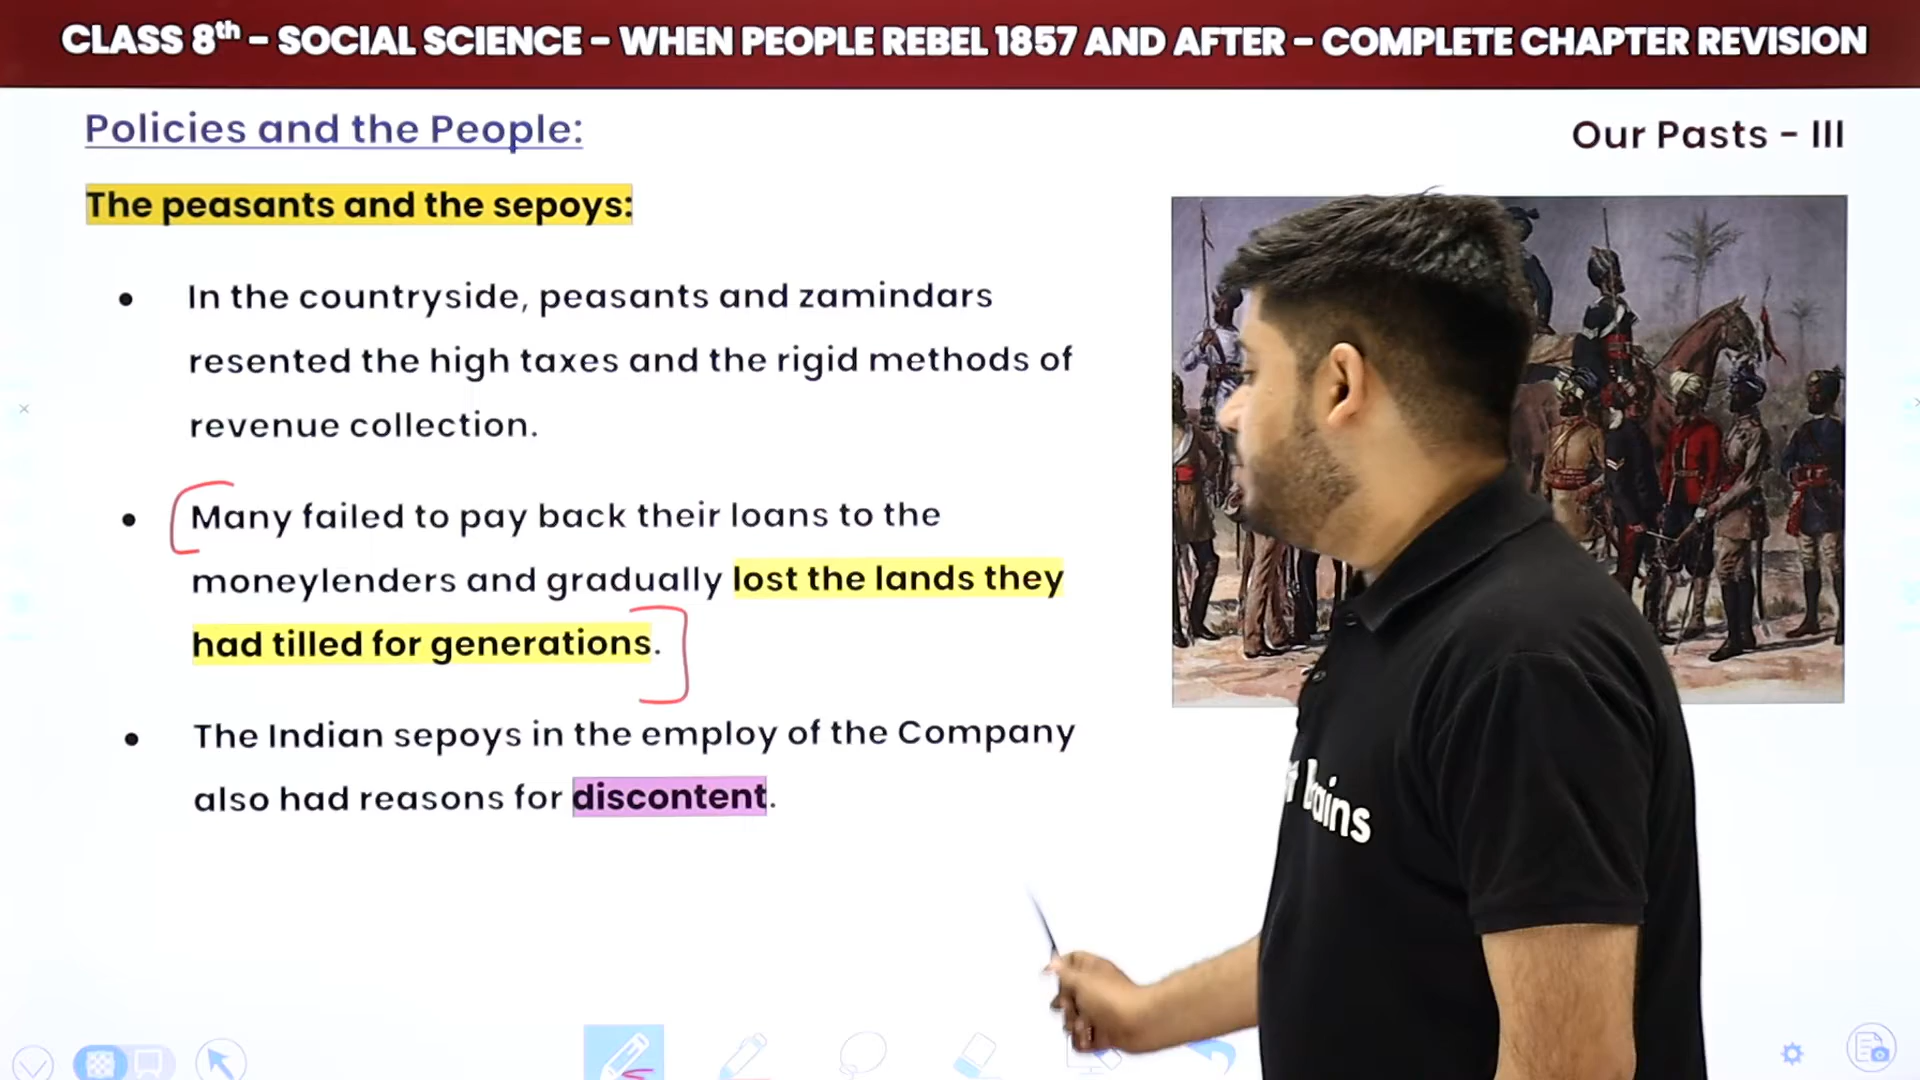 CLASS 8th – SOCIAL SCIENCE – WHEN PEOPLE REBEL 1857 AND AFTER – COMPLETE CHAPTER REVISION
Policies and the People:
Our Pasts – III
The peasants and the sepoys:
• In the countryside, peasants and zamindars
resented the high taxes and the rigid methods of
revenue collection.
• Many failed to pay back their loans to the
moneylenders and gradually lost the lands they
had tilled for generations.
• The Indian sepoys in the employ of the Company
also had reasons for discontent.